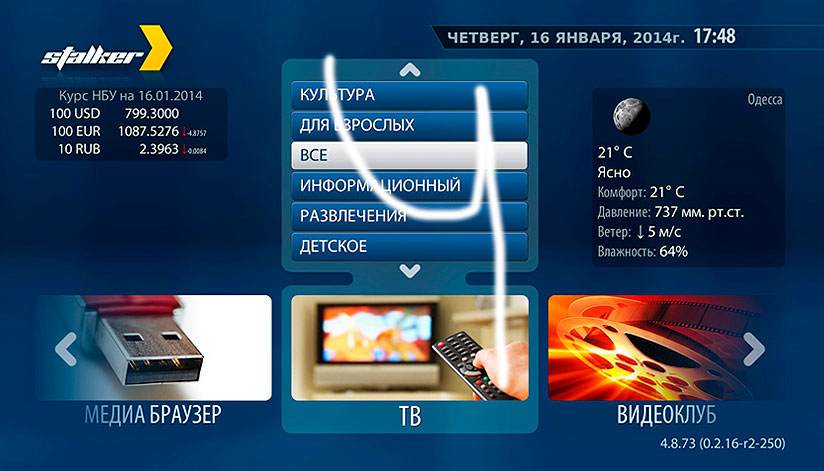 stalker
ЧЕТВЕРГ, 16 ЯНВАРЯ, 2014г. 17:48
Курс НБУ на 16.01.2014
100 USD 799.3000
100 EUR 1087.5276 ↓-4.8757
10 RUB 2.3963 ↓-0.0084
КУЛЬТУРА
ДЛЯ ВЗРОСЛЫХ
ВСЕ
ИНФОРМАЦИОННЫЙ
РАЗВЛЕЧЕНИЯ
ДЕТСКОЕ
Одесса
21° C
Ясно
Комфорт: 21° C
Давление: 737 мм. рт.ст.
Ветер: ↓ 5 м/с
Влажность: 64%
МЕДИА БРАУЗЕР
ТВ
ВИДЕОКЛУБ
4.8.73 (0.2.16-r2-250)